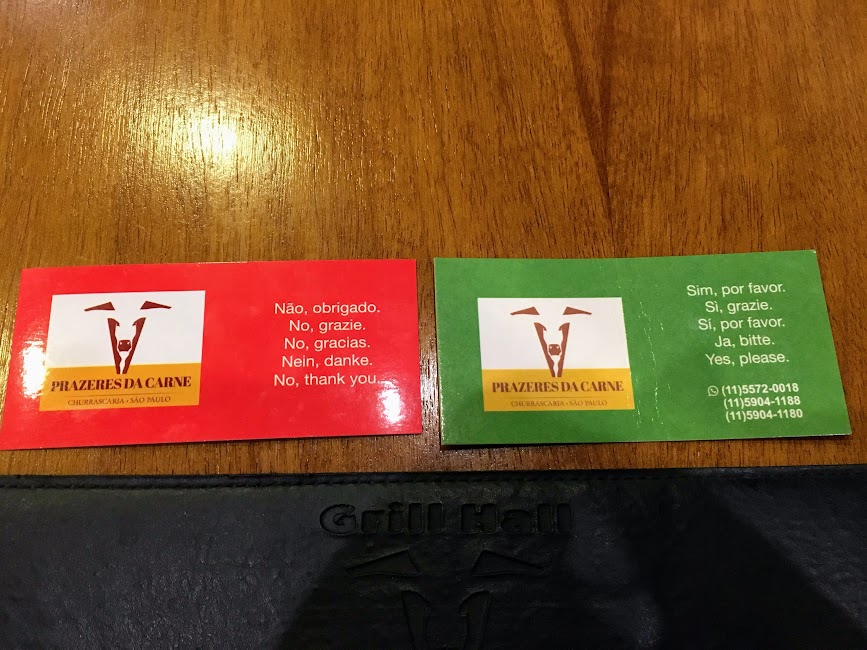 PRAZERES DA CARNE
CHURRASCARIA • SÃO PAULO
Não, obrigado.
No, grazie.
No, gracias.
Nein, danke.
No, thank you.
PRAZERES DA CARNE
CHURRASCARIA • SÃO PAULO
Sim, por favor.
Sì, grazie.
Sí, por favor.
Ja, bitte.
Yes, please.
(11)5572-0018
(11)5904-1188
(11)5904-1180
Grill Hall